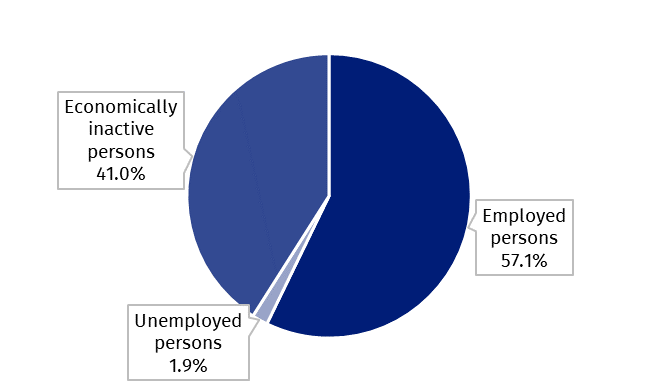 Economically
inactive
persons
41.0%
Employed
persons
57.1%
Unemployed
persons
1.9%